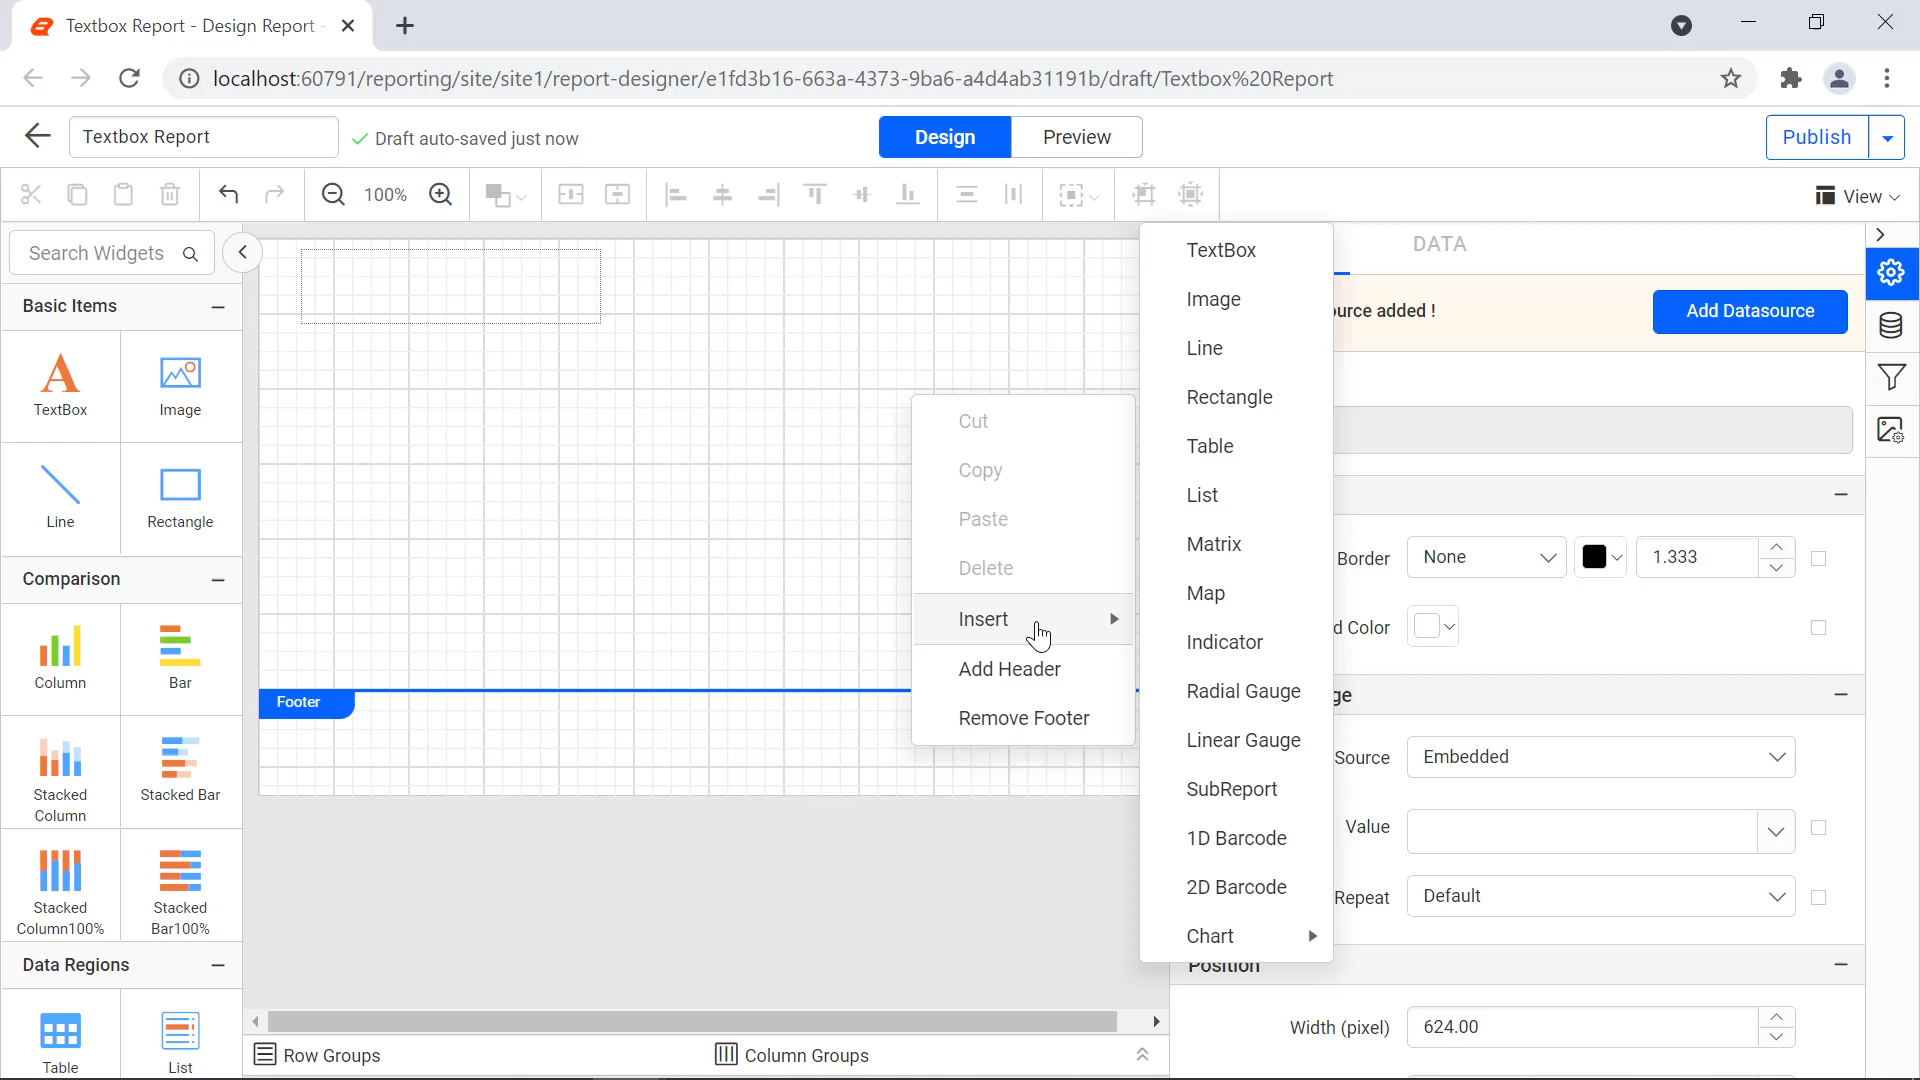 Textbox Report - Design Report -
localhost:60791/reporting/site/site1/report-designer/e1fd3b16-663a-4373-9ba6-a4d4ab31191b/draft/Textbox%20Report
Textbox Report
Draft auto-saved just now
Design
Preview
Publish
100%
View
Search Widgets
Basic Items
TextBox
Image
Line
Rectangle
Comparison
Column
Bar
Stacked
Column
Stacked Bar
Stacked
Column100%
Stacked
Bar100%
Data Regions
Table
List
Footer
Cut
Copy
Paste
Delete
Insert
Add Header
Remove Footer
TextBox
Image
Line
Rectangle
Table
List
Matrix
Map
Indicator
Radial Gauge
Linear Gauge
SubReport
1D Barcode
2D Barcode
Chart
DATA
urce added !
Add Datasource
Border
None
1.333
d Color
ge
Source
Embedded
Value
Repeat
Default
Position
Width (pixel)
624.00
Row Groups
Column Groups